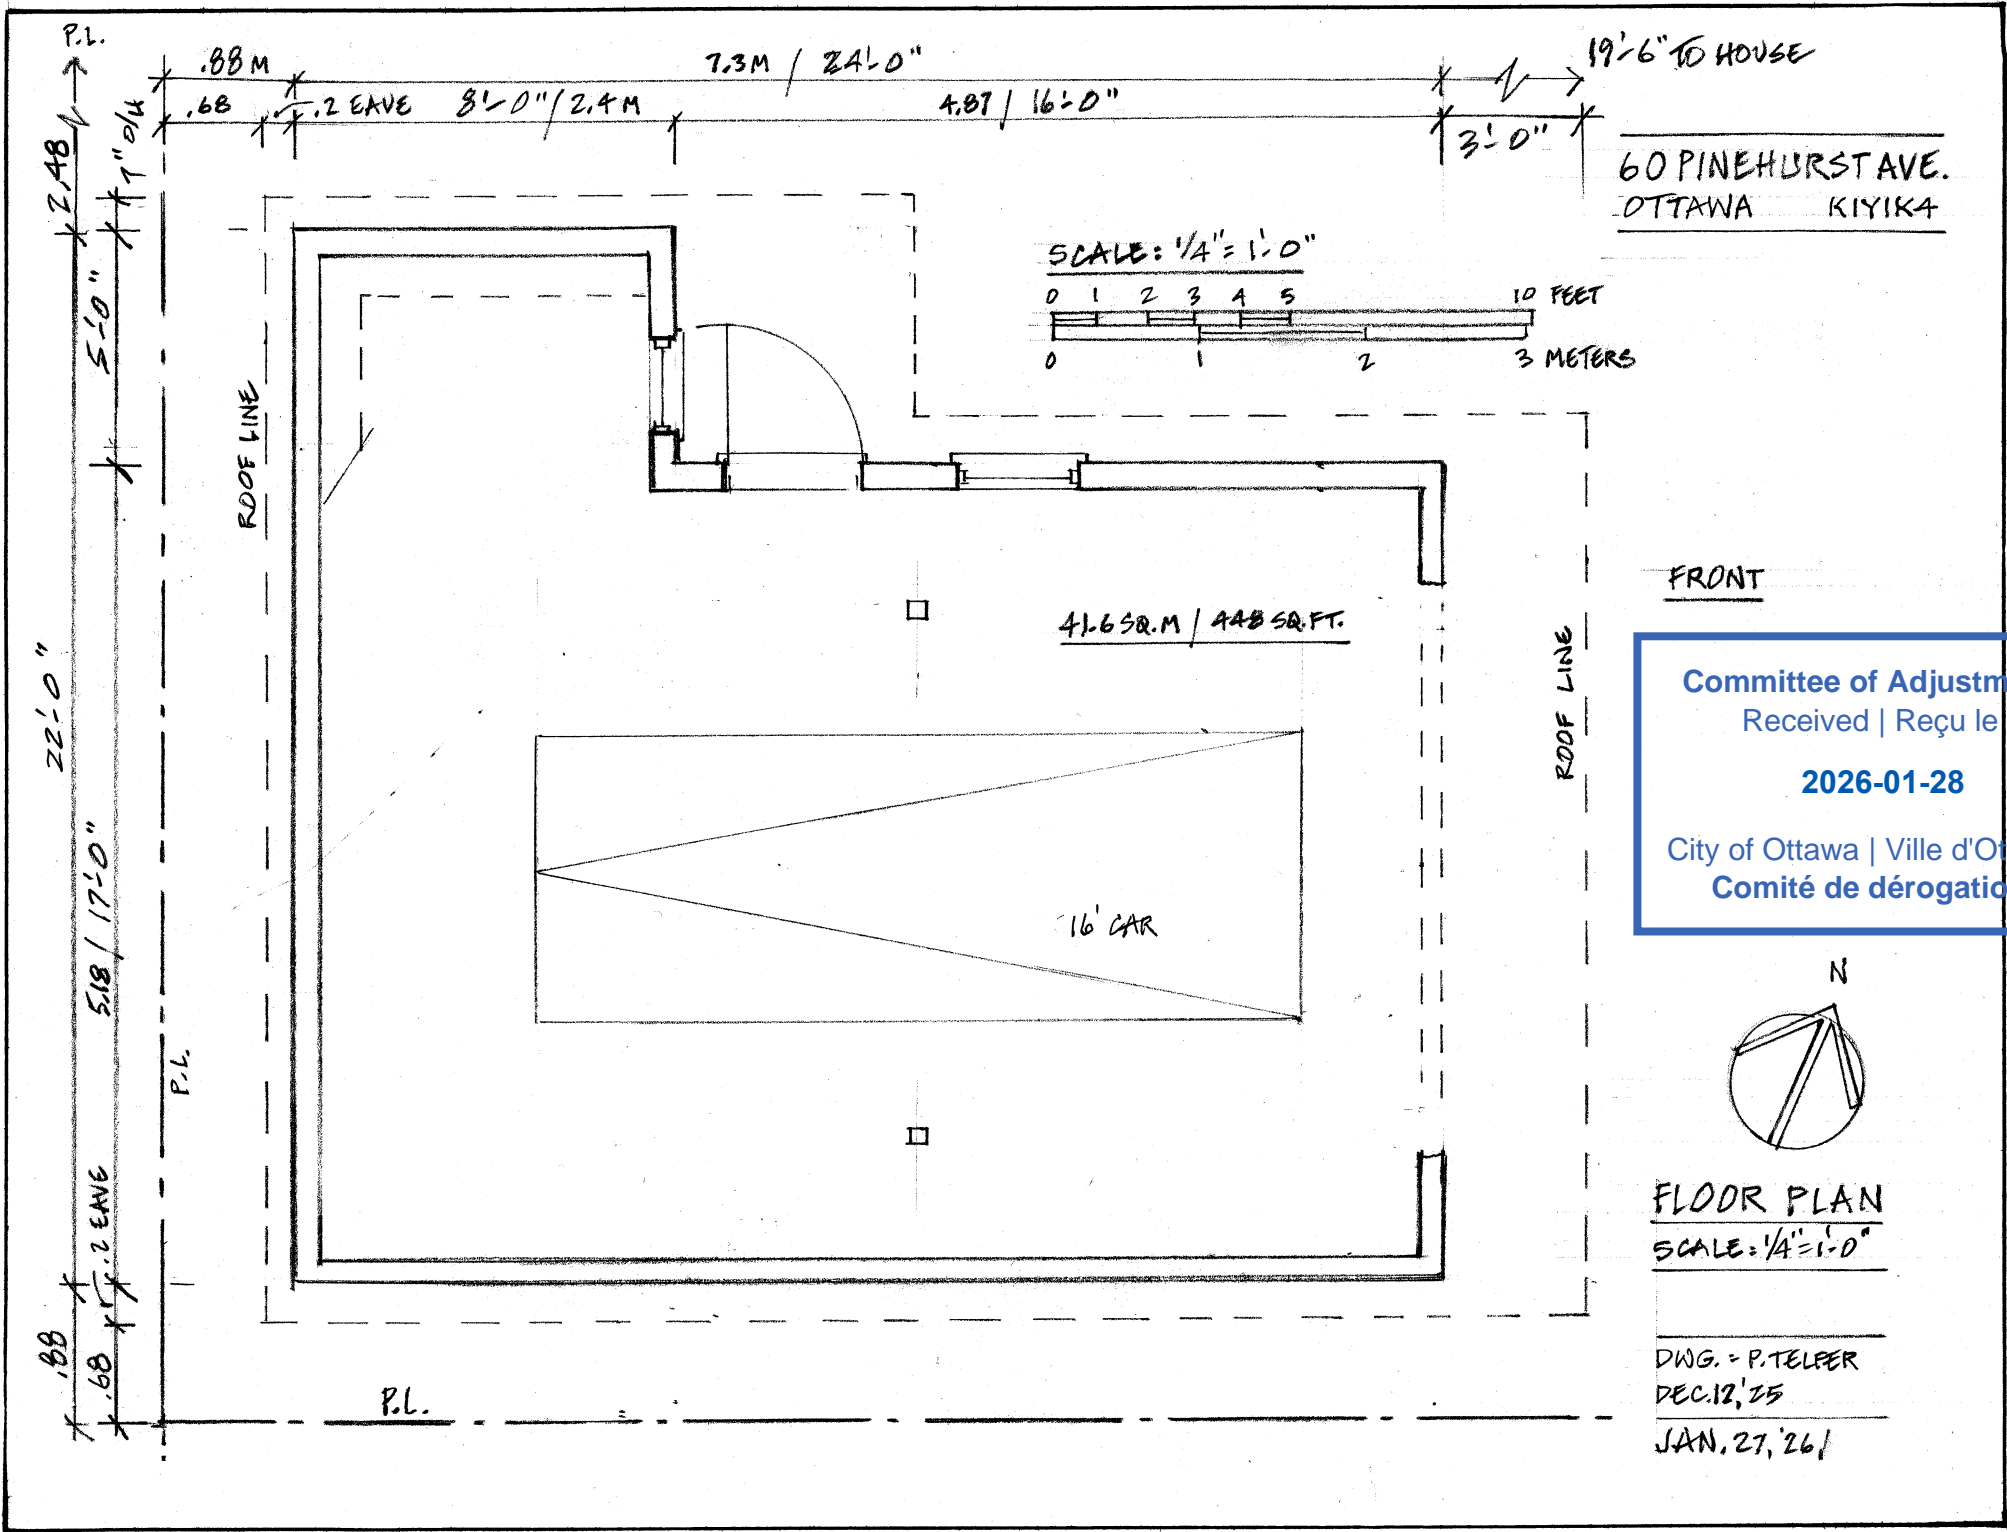 P.L.
.88 M
7.3M / 24'-0"
19'-6" TO HOUSE
.68
.2 EAVE
8'-0" / 2.4 M
4.87 / 16'-0"
3'-0"
2.48
7" O/H
60 PINEHURST AVE.
OTTAWA K1Y1K4
SCALE: 1/4" = 1'-0"
0 1 2 3 4 5 10 FEET
0 1 2 3 METERS
5'-0"
ROOF LINE
FRONT
41.6 SQ.M / 448 SQ.FT.
ROOF LINE
22'-0"
Committee of Adjustm
Received | Reçu le
2026-01-28
City of Ottawa | Ville d'Ot
Comité de dérogatio
5.18 / 17'-0"
16' CAR
N
P.L.
.2 EAVE
FLOOR PLAN
SCALE: 1/4" = 1'-0"
.88
.68
P.L.
DWG. = P. TELFER
DEC. 12, '25
JAN. 27, '26